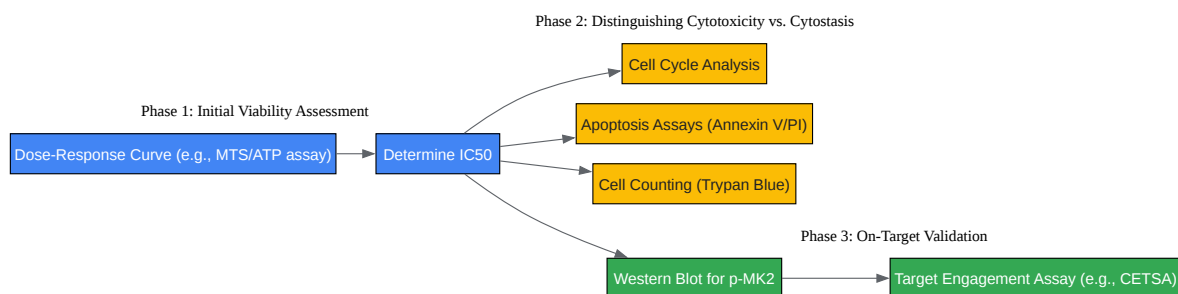 Phase 2: Distinguishing Cytotoxicity vs. Cytostasis
Cell Cycle Analysis
Phase 1: Initial Viability Assessment
Apoptosis Assays (Annexin V/PI)
Dose-Response Curve (e.g., MTS/ATP assay)
Determine IC50
Cell Counting (Trypan Blue)
Phase 3: On-Target Validation
Western Blot for p-MK2
Target Engagement Assay (e.g., CETSA)